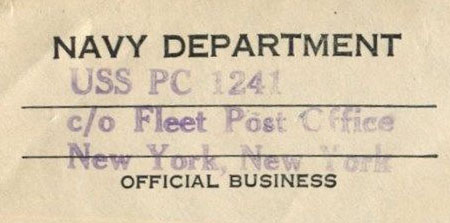 NAVY DEPARTMENT
USS PC 1241
c/o Fleet Post Office
New York, New York
OFFICIAL BUSINESS